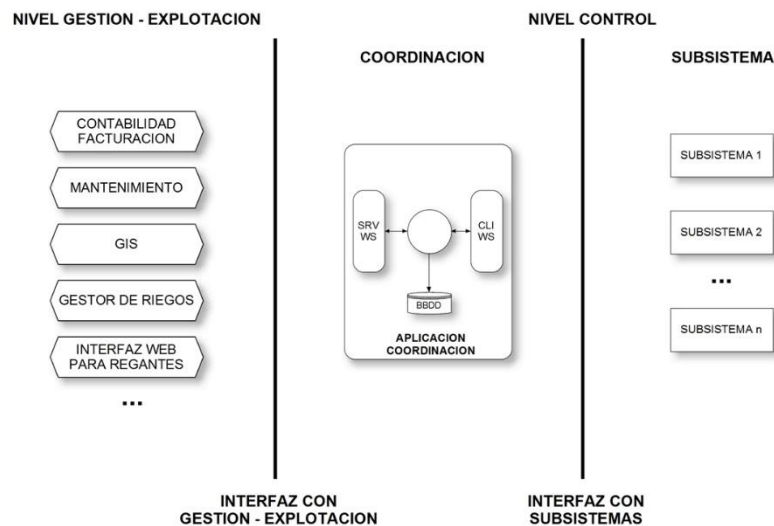 NIVEL GESTION - EXPLOTACION
NIVEL CONTROL
COORDINACION
SUBSISTEMA
CONTABILIDAD
FACTURACION
MANTENIMIENTO
GIS
GESTOR DE RIEGOS
INTERFAZ WEB
PARA REGANTES
...
SRV
WS
CLI
WS
BBDD
APLICACION
COORDINACION
SUBSISTEMA 1
SUBSISTEMA 2
...
SUBSISTEMA n
INTERFAZ CON
GESTION - EXPLOTACION
INTERFAZ CON
SUBSISTEMAS